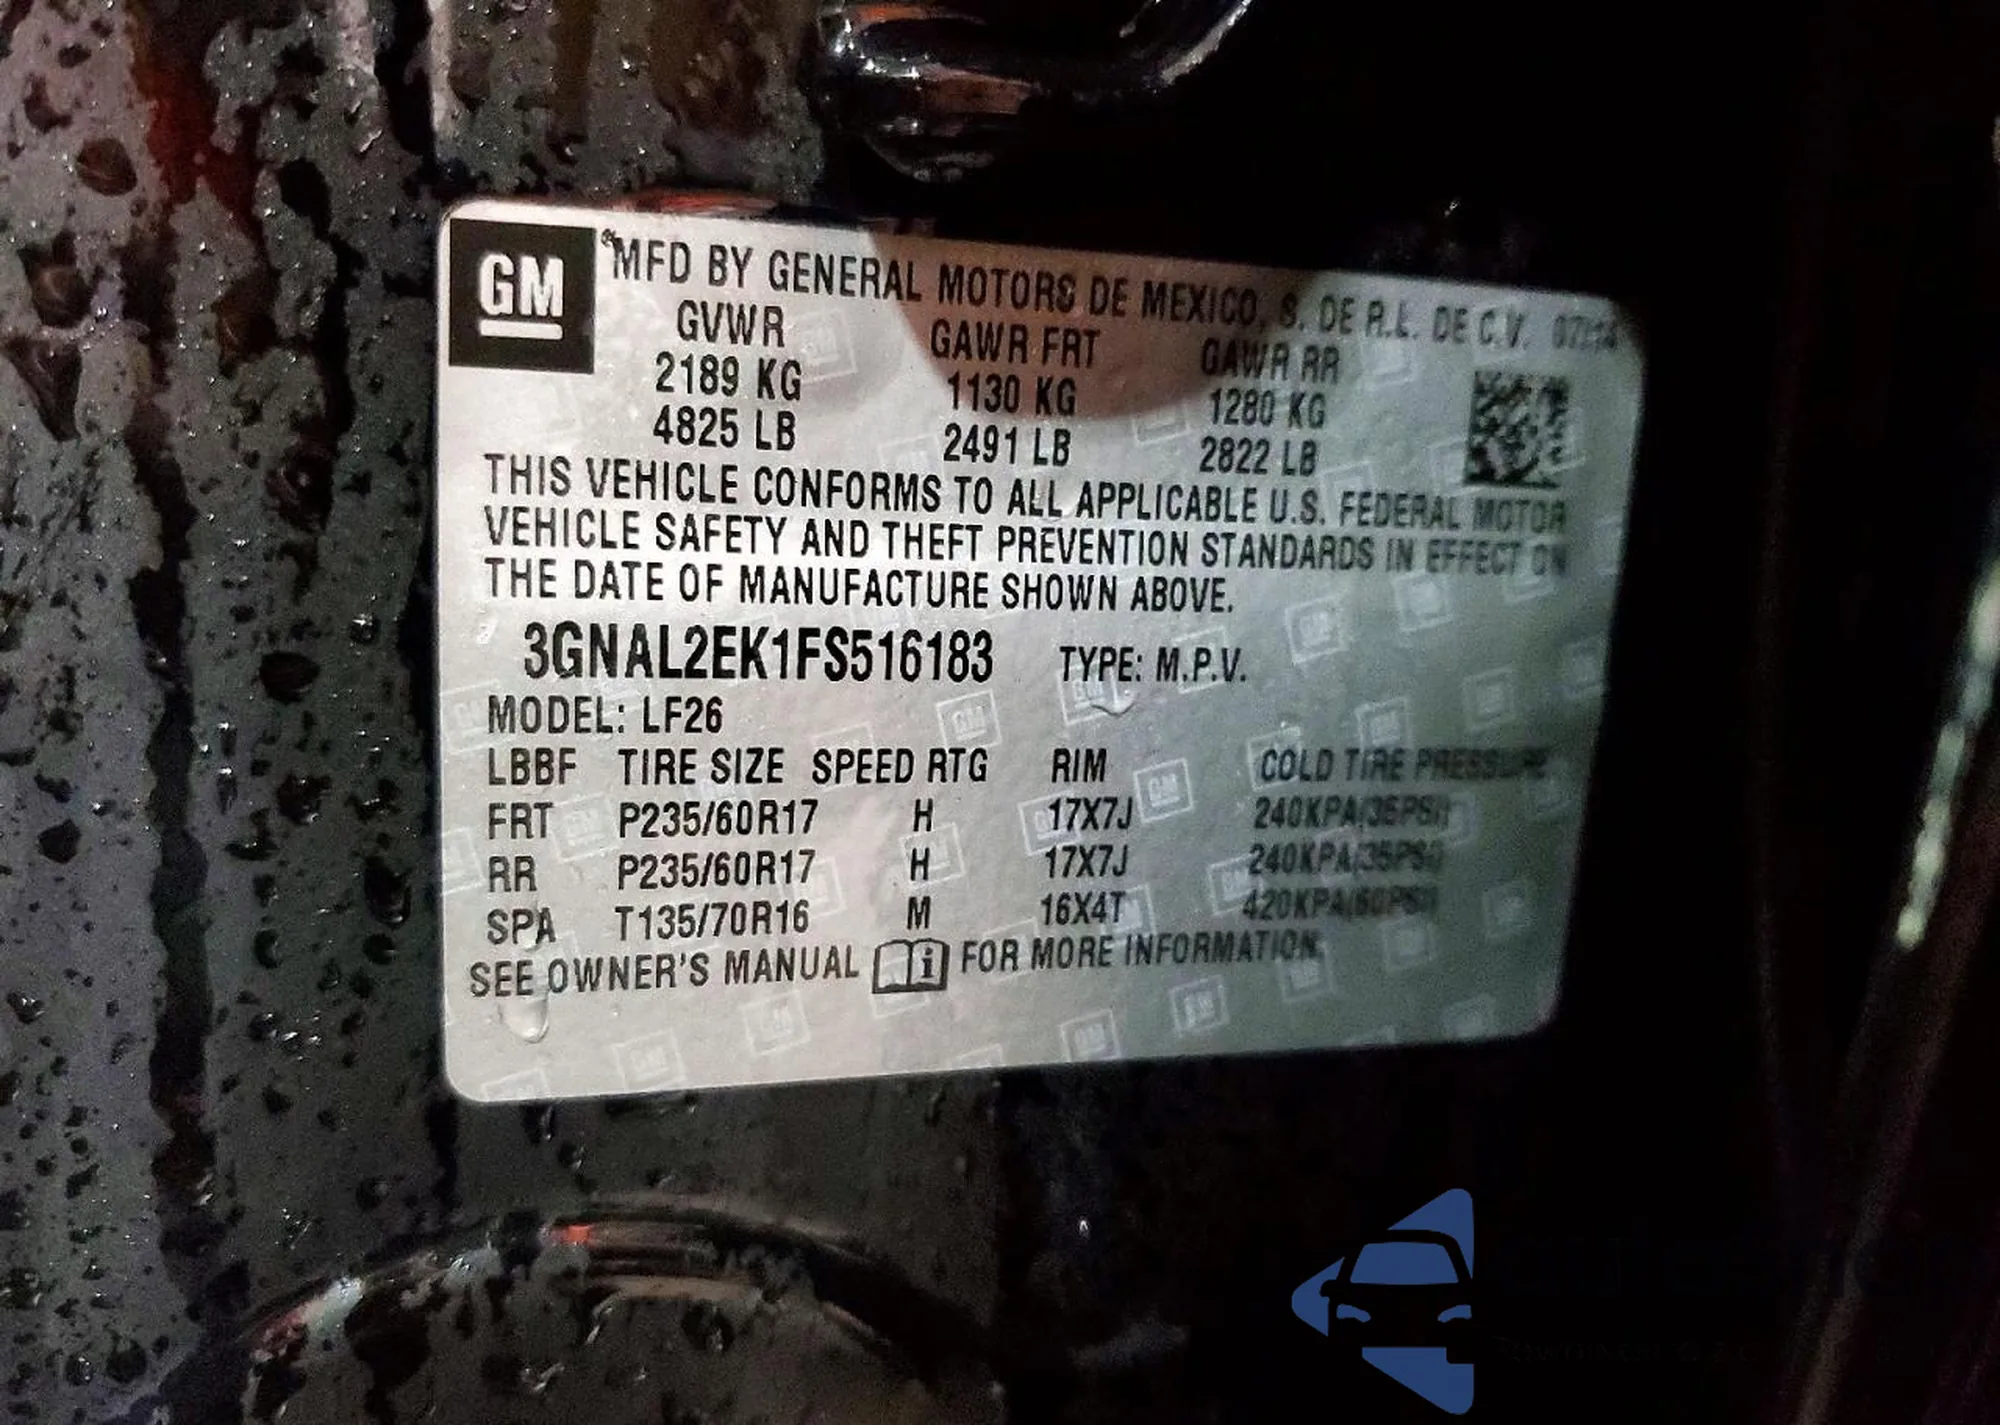 GM
MFD BY GENERAL MOTORS DE MEXICO, S. DE R.L. DE C.V. 07/14
GVWR GAWR FRT GAWR RR
2189 KG 1130 KG 1280 KG
4825 LB 2491 LB 2822 LB
THIS VEHICLE CONFORMS TO ALL APPLICABLE U.S. FEDERAL MOTOR
VEHICLE SAFETY AND THEFT PREVENTION STANDARDS IN EFFECT ON
THE DATE OF MANUFACTURE SHOWN ABOVE.
3GNAL2EK1FS516183 TYPE: M.P.V.
MODEL: LF26
LBBF TIRE SIZE SPEED RTG RIM COLD TIRE PRESSURE
FRT P235/60R17 H 17X7J 240KPA(35PSI)
RR P235/60R17 H 17X7J 240KPA(35PSI)
SPA T135/70R16 M 16X4T 420KPA(60PSI)
SEE OWNER'S MANUAL FOR MORE INFORMATION.